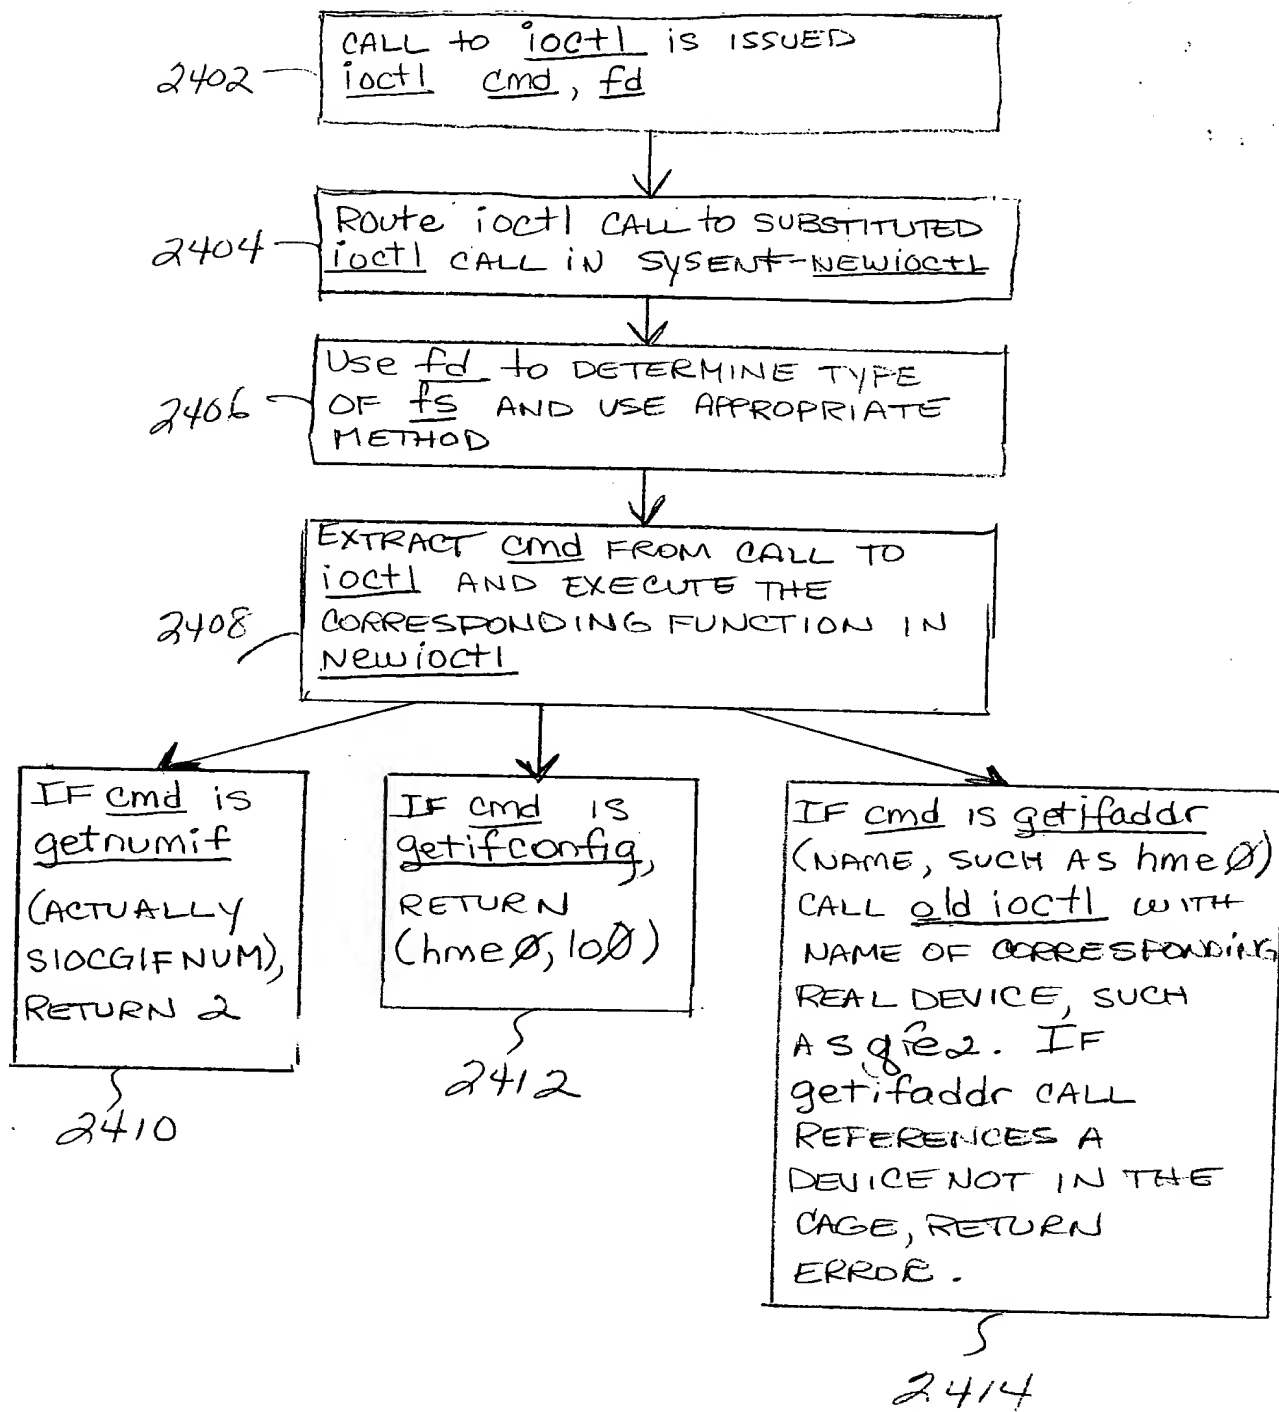 CALL to ioctl is ISSUED
ioctl cmd, fd
2402
Route ioctl CALL to SUBSTITUTED
ioctl CALL iN SYSENT-NEWioctl
2404
Use fd to DETERMINE TYPE
OF fs AND USE APPROPRIATE
METHOD
2406
EXTRACT cmd FROM CALL TO
ioctl AND EXECUTE THE
CORRESPONDING FUNCTION IN
Newioctl
2408
IF cmd is
getnumif
(ACTUALLY
SIOCGIFNUM),
RETURN 2
2410
IF cmd IS
getifconfig,
RETURN
(hme0, lo0)
2412
IF cmd IS getifaddr
(NAME, SUCH AS hme0)
CALL old ioctl WITH
NAME OF CORRESPONDING
REAL DEVICE, SUCH
AS . IF
getifaddr CALL
REFERENCES A
DEVICE NOT IN THE
CAGE, RETURN
ERROR.
2414